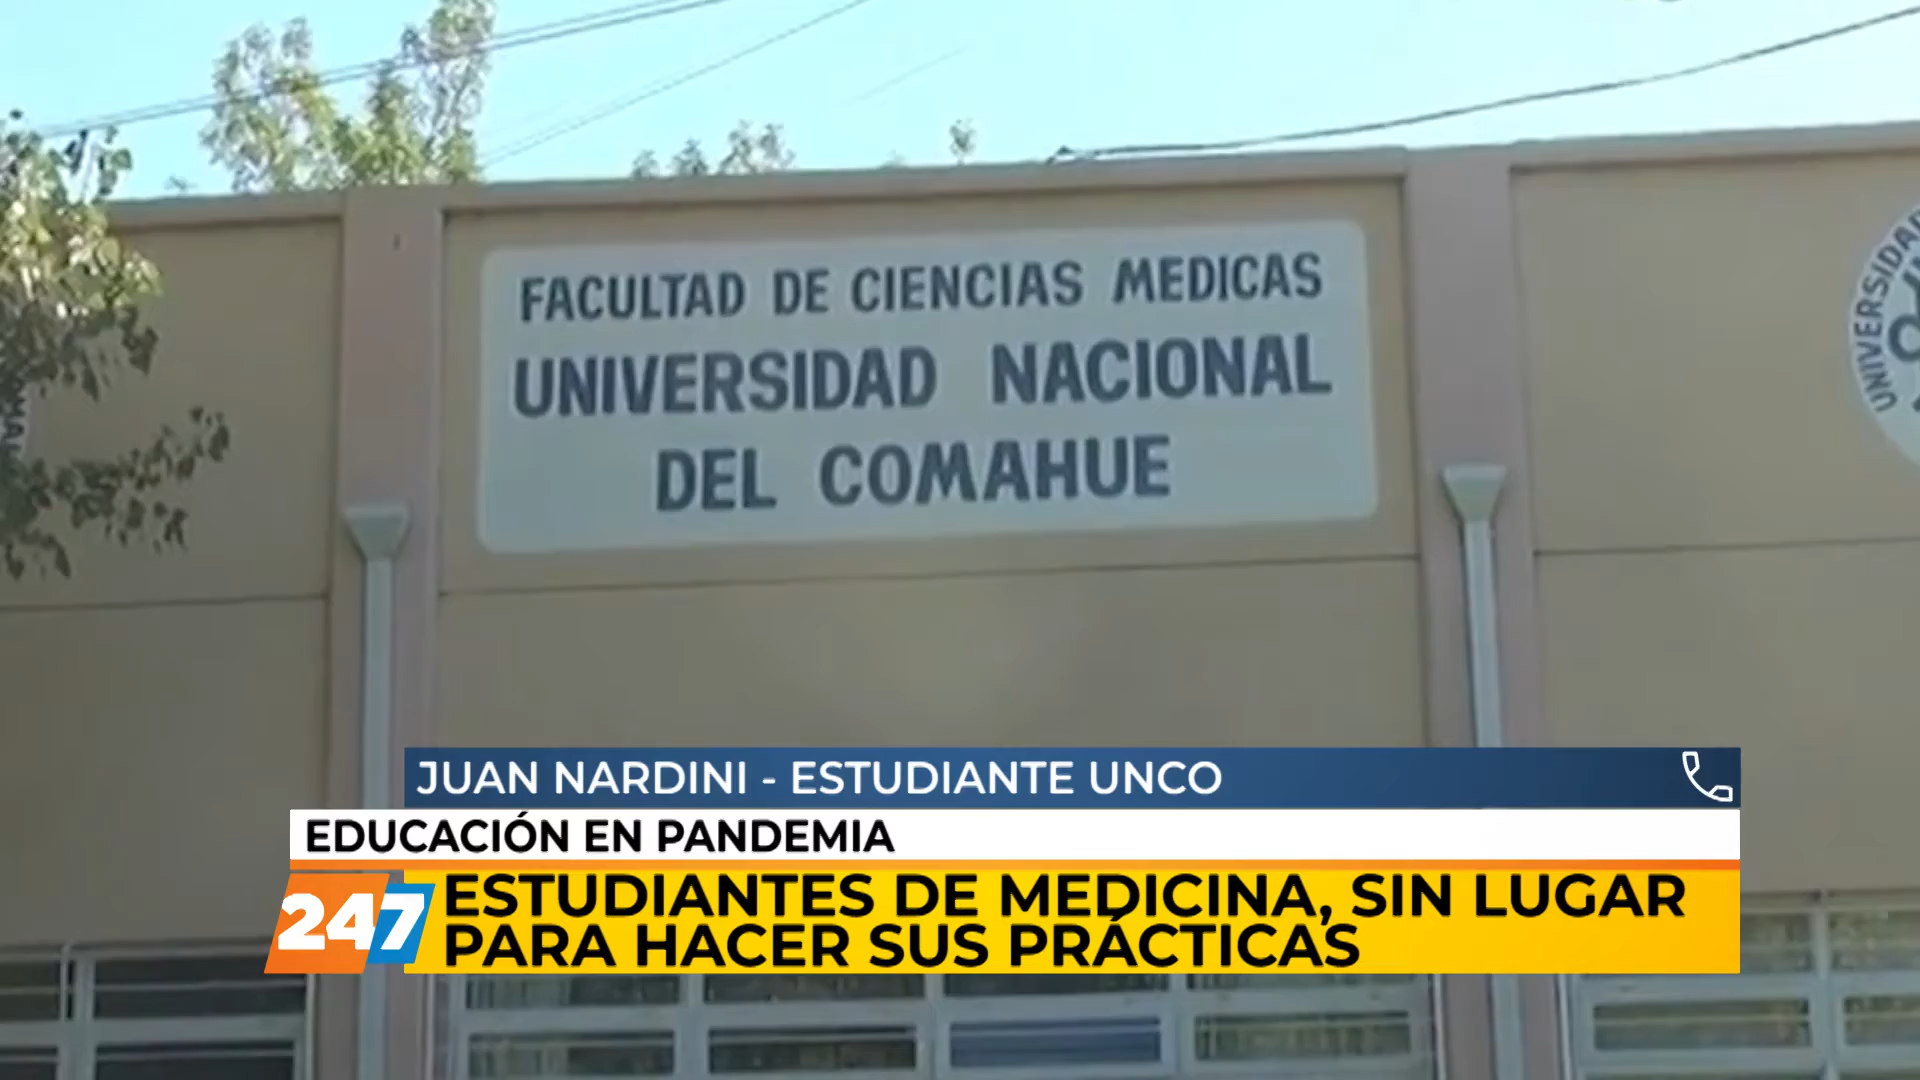 FACULTAD DE CIENCIAS MEDICAS
UNIVERSIDAD NACIONAL
DEL COMAHUE
UNIVERSIDAD
JUAN NARDINI - ESTUDIANTE UNCO
EDUCACIÓN EN PANDEMIA
247
ESTUDIANTES DE MEDICINA, SIN LUGAR
PARA HACER SUS PRÁCTICAS